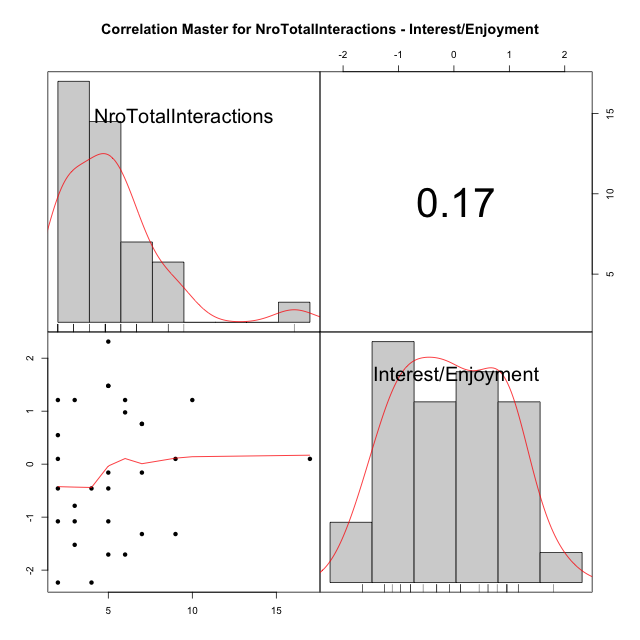 Correlation Master for NroTotalInteractions - Interest/Enjoyment
-2 -1 0 1 2
NroTotalInteractions
15
0.17
10
5
2
Interest/Enjoyment
1
0
-1
-2
5 10 15